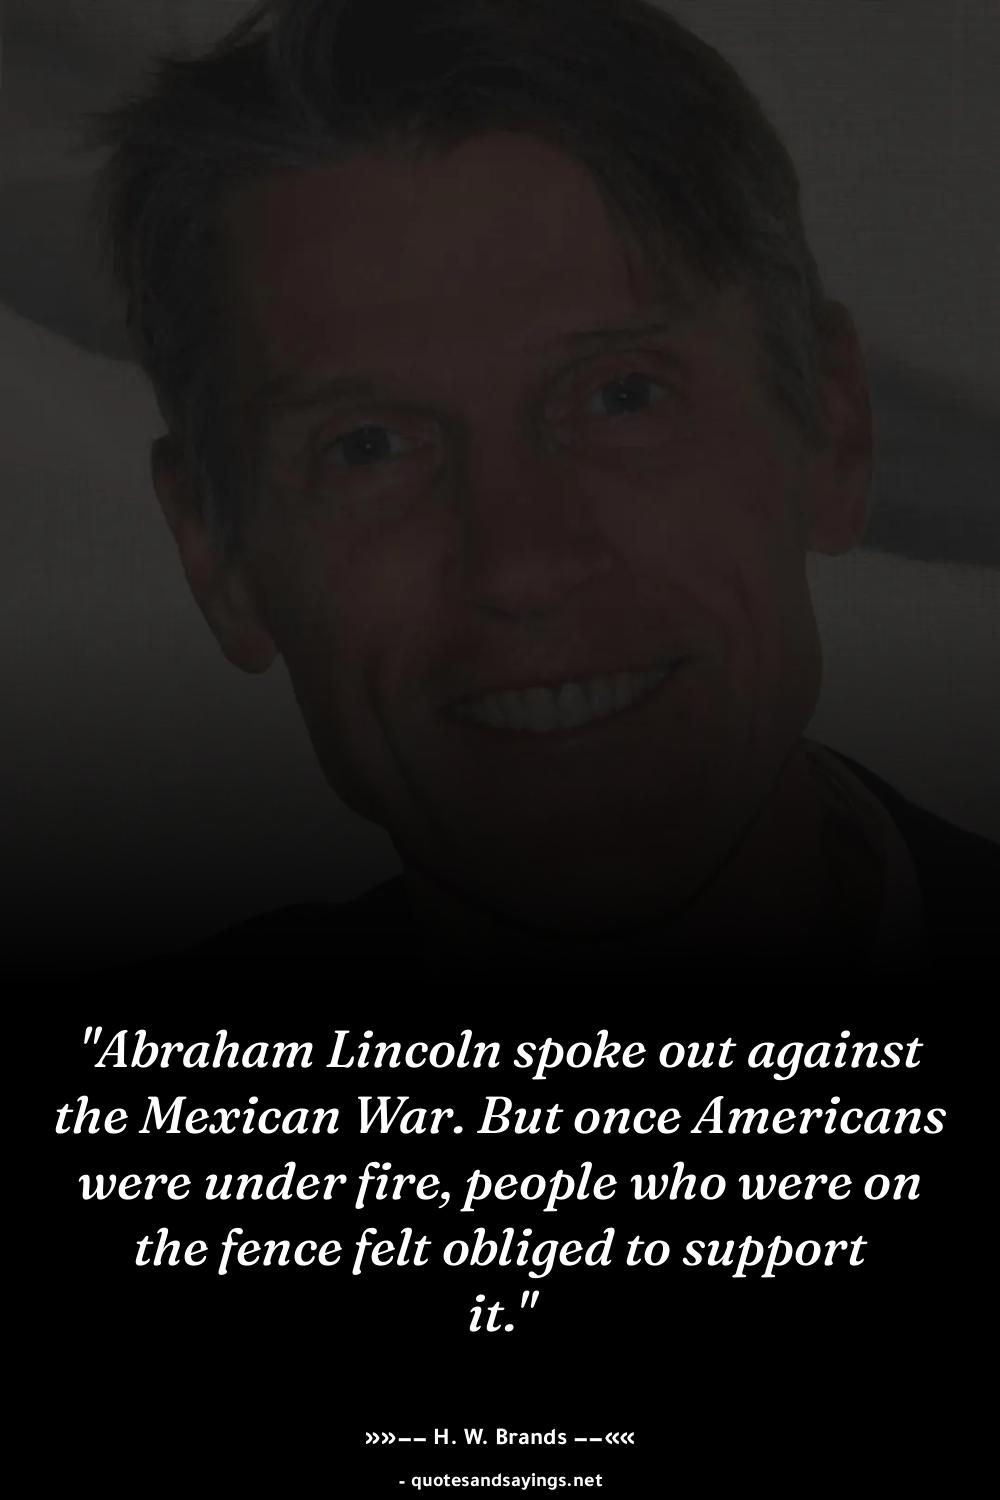 "Abraham Lincoln spoke out against
the Mexican War. But once Americans
were under fire, people who were on
the fence felt obliged to support
it."
»»−− H. W. Brands −−««
- quotesandsayings.net